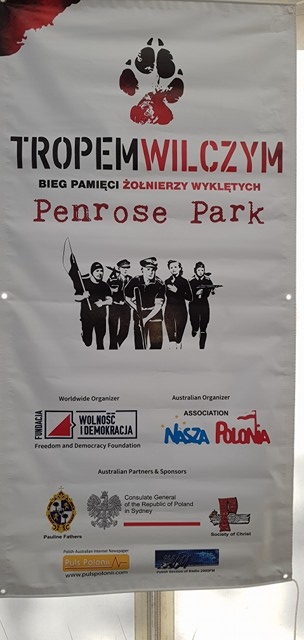 TROPEMWILCZYM
BIEG PAMIĘCI ŻOŁNIERZY WYKLĘTYCH
Penrose Park
Worldwide Organizer
FUNDACJA
WOLNOŚĆ
I DEMOKRACJA
Freedom and Democracy Foundation
Australian Organizer
ASSOCIATION
NASZA POLONIA
Australian Partners & Sponsors
Pauline Fathers
Consulate General
of the Republic of Poland
in Sydney
Society of Christ
Polish-Australian Internet Newspaper
Puls Polonii
www.pulspolonii.com